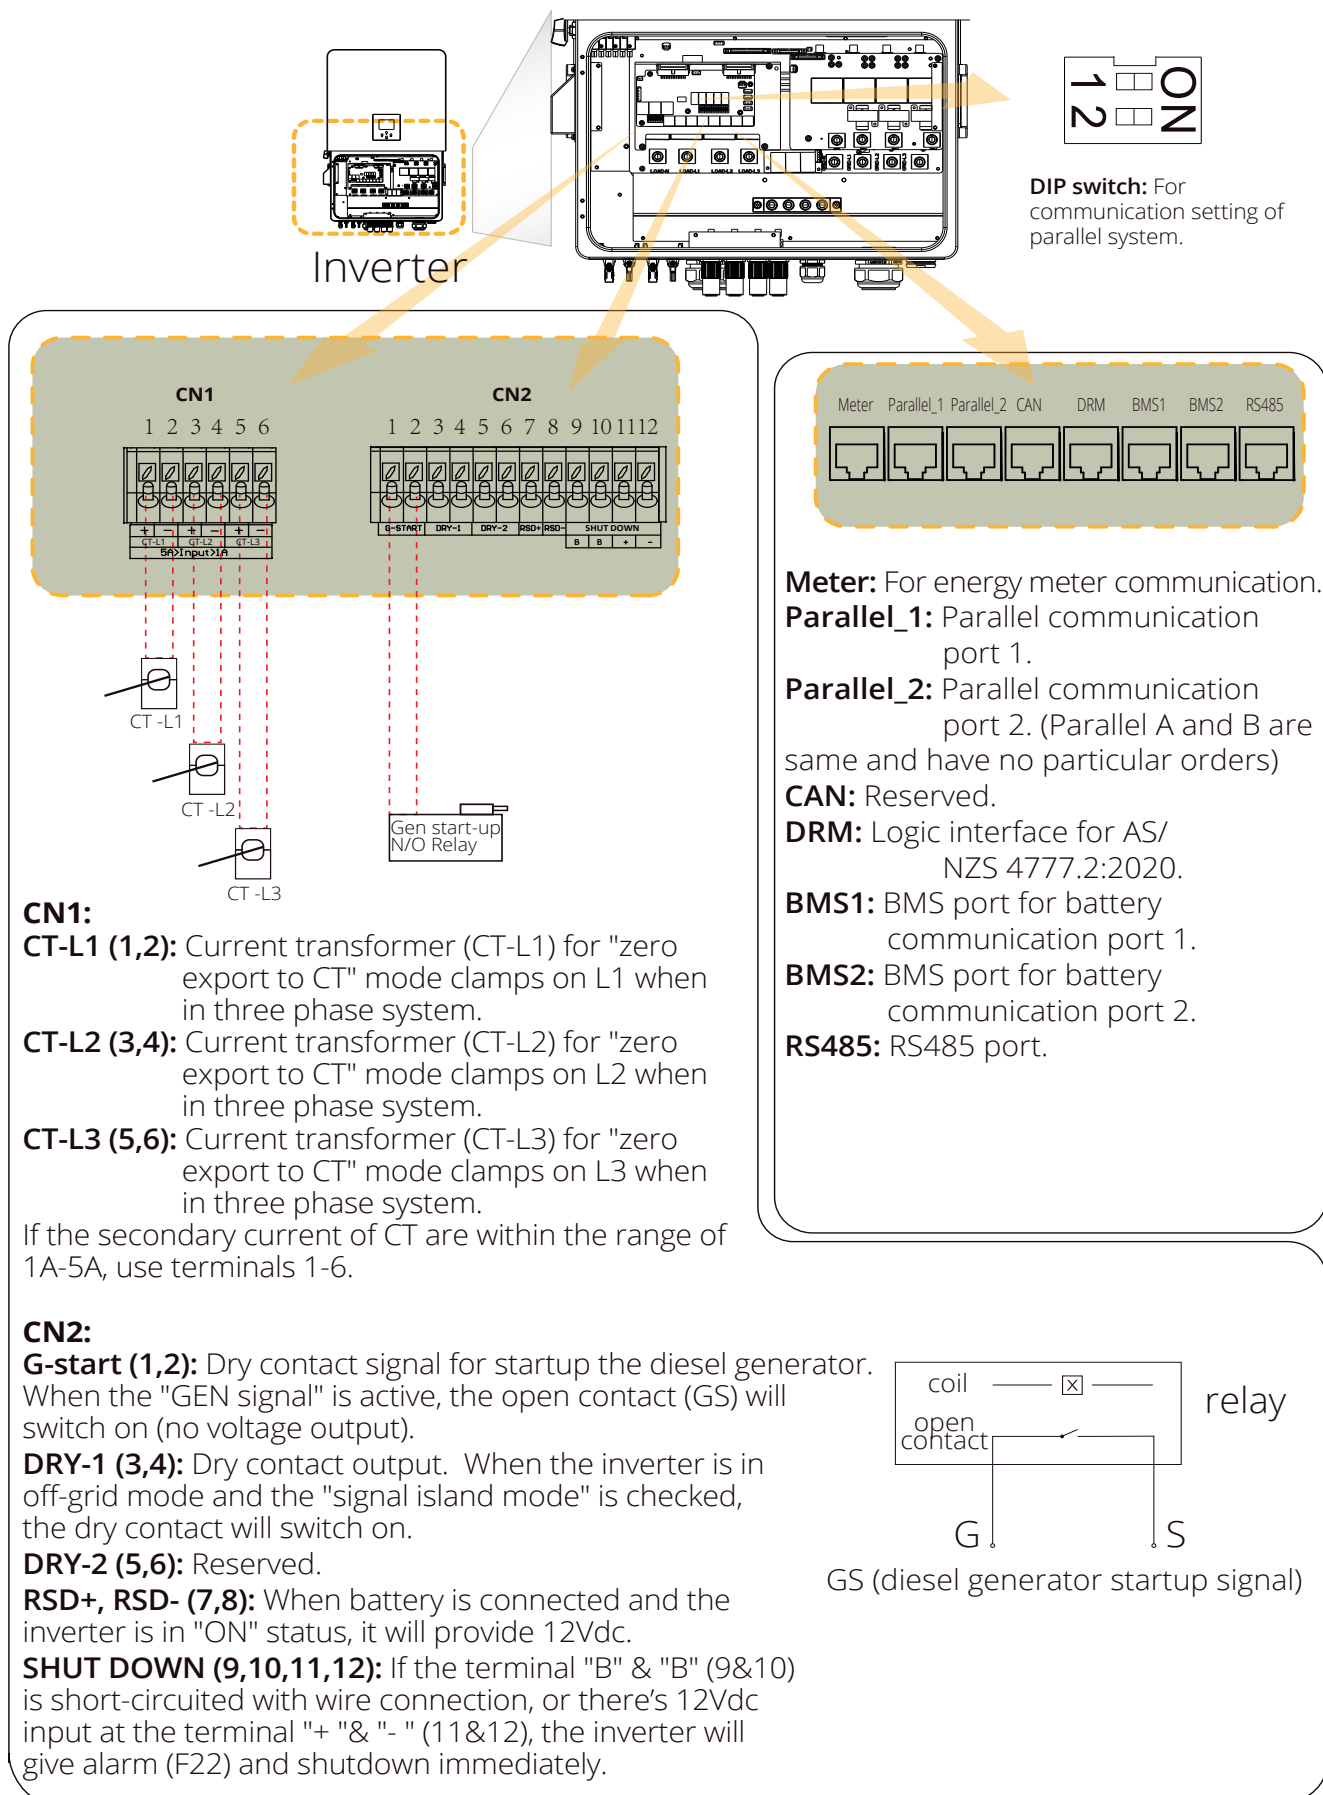 Inverter
LOAD-N LOAD-L1 LOAD-L2 LOAD-L3
ON
1 2
DIP switch: For
communication setting of
parallel system.
CN1
1 2 3 4 5 6
+ - + - + -
CT-L1 CT-L2 CT-L3
5A>Input>1A
CN2
1 2 3 4 5 6 7 8 9 10 11 12
G-START DRY-1 DRY-2 RSD+ RSD- SHUT DOWN
B B + -
CT -L1
CT -L2
CT -L3
Gen start-up
N/O Relay
Meter Parallel_1 Parallel_2 CAN DRM BMS1 BMS2 RS485
Meter: For energy meter communication.
Parallel_1: Parallel communication
port 1.
Parallel_2: Parallel communication
port 2. (Parallel A and B are
same and have no particular orders)
CAN: Reserved.
DRM: Logic interface for AS/
NZS 4777.2:2020.
BMS1: BMS port for battery
communication port 1.
BMS2: BMS port for battery
communication port 2.
RS485: RS485 port.
CN1:
CT-L1 (1,2): Current transformer (CT-L1) for "zero
export to CT" mode clamps on L1 when
in three phase system.
CT-L2 (3,4): Current transformer (CT-L2) for "zero
export to CT" mode clamps on L2 when
in three phase system.
CT-L3 (5,6): Current transformer (CT-L3) for "zero
export to CT" mode clamps on L3 when
in three phase system.
If the secondary current of CT are within the range of
1A-5A, use terminals 1-6.
CN2:
G-start (1,2): Dry contact signal for startup the diesel generator.
When the "GEN signal" is active, the open contact (GS) will
switch on (no voltage output).
DRY-1 (3,4): Dry contact output. When the inverter is in
off-grid mode and the "signal island mode" is checked,
the dry contact will switch on.
DRY-2 (5,6): Reserved.
RSD+, RSD- (7,8): When battery is connected and the
inverter is in "ON" status, it will provide 12Vdc.
SHUT DOWN (9,10,11,12): If the terminal "B" & "B" (9&10)
is short-circuited with wire connection, or there's 12Vdc
input at the terminal "+ "& "- " (11&12), the inverter will
give alarm (F22) and shutdown immediately.
coil
open
contact
relay
G S
GS (diesel generator startup signal)